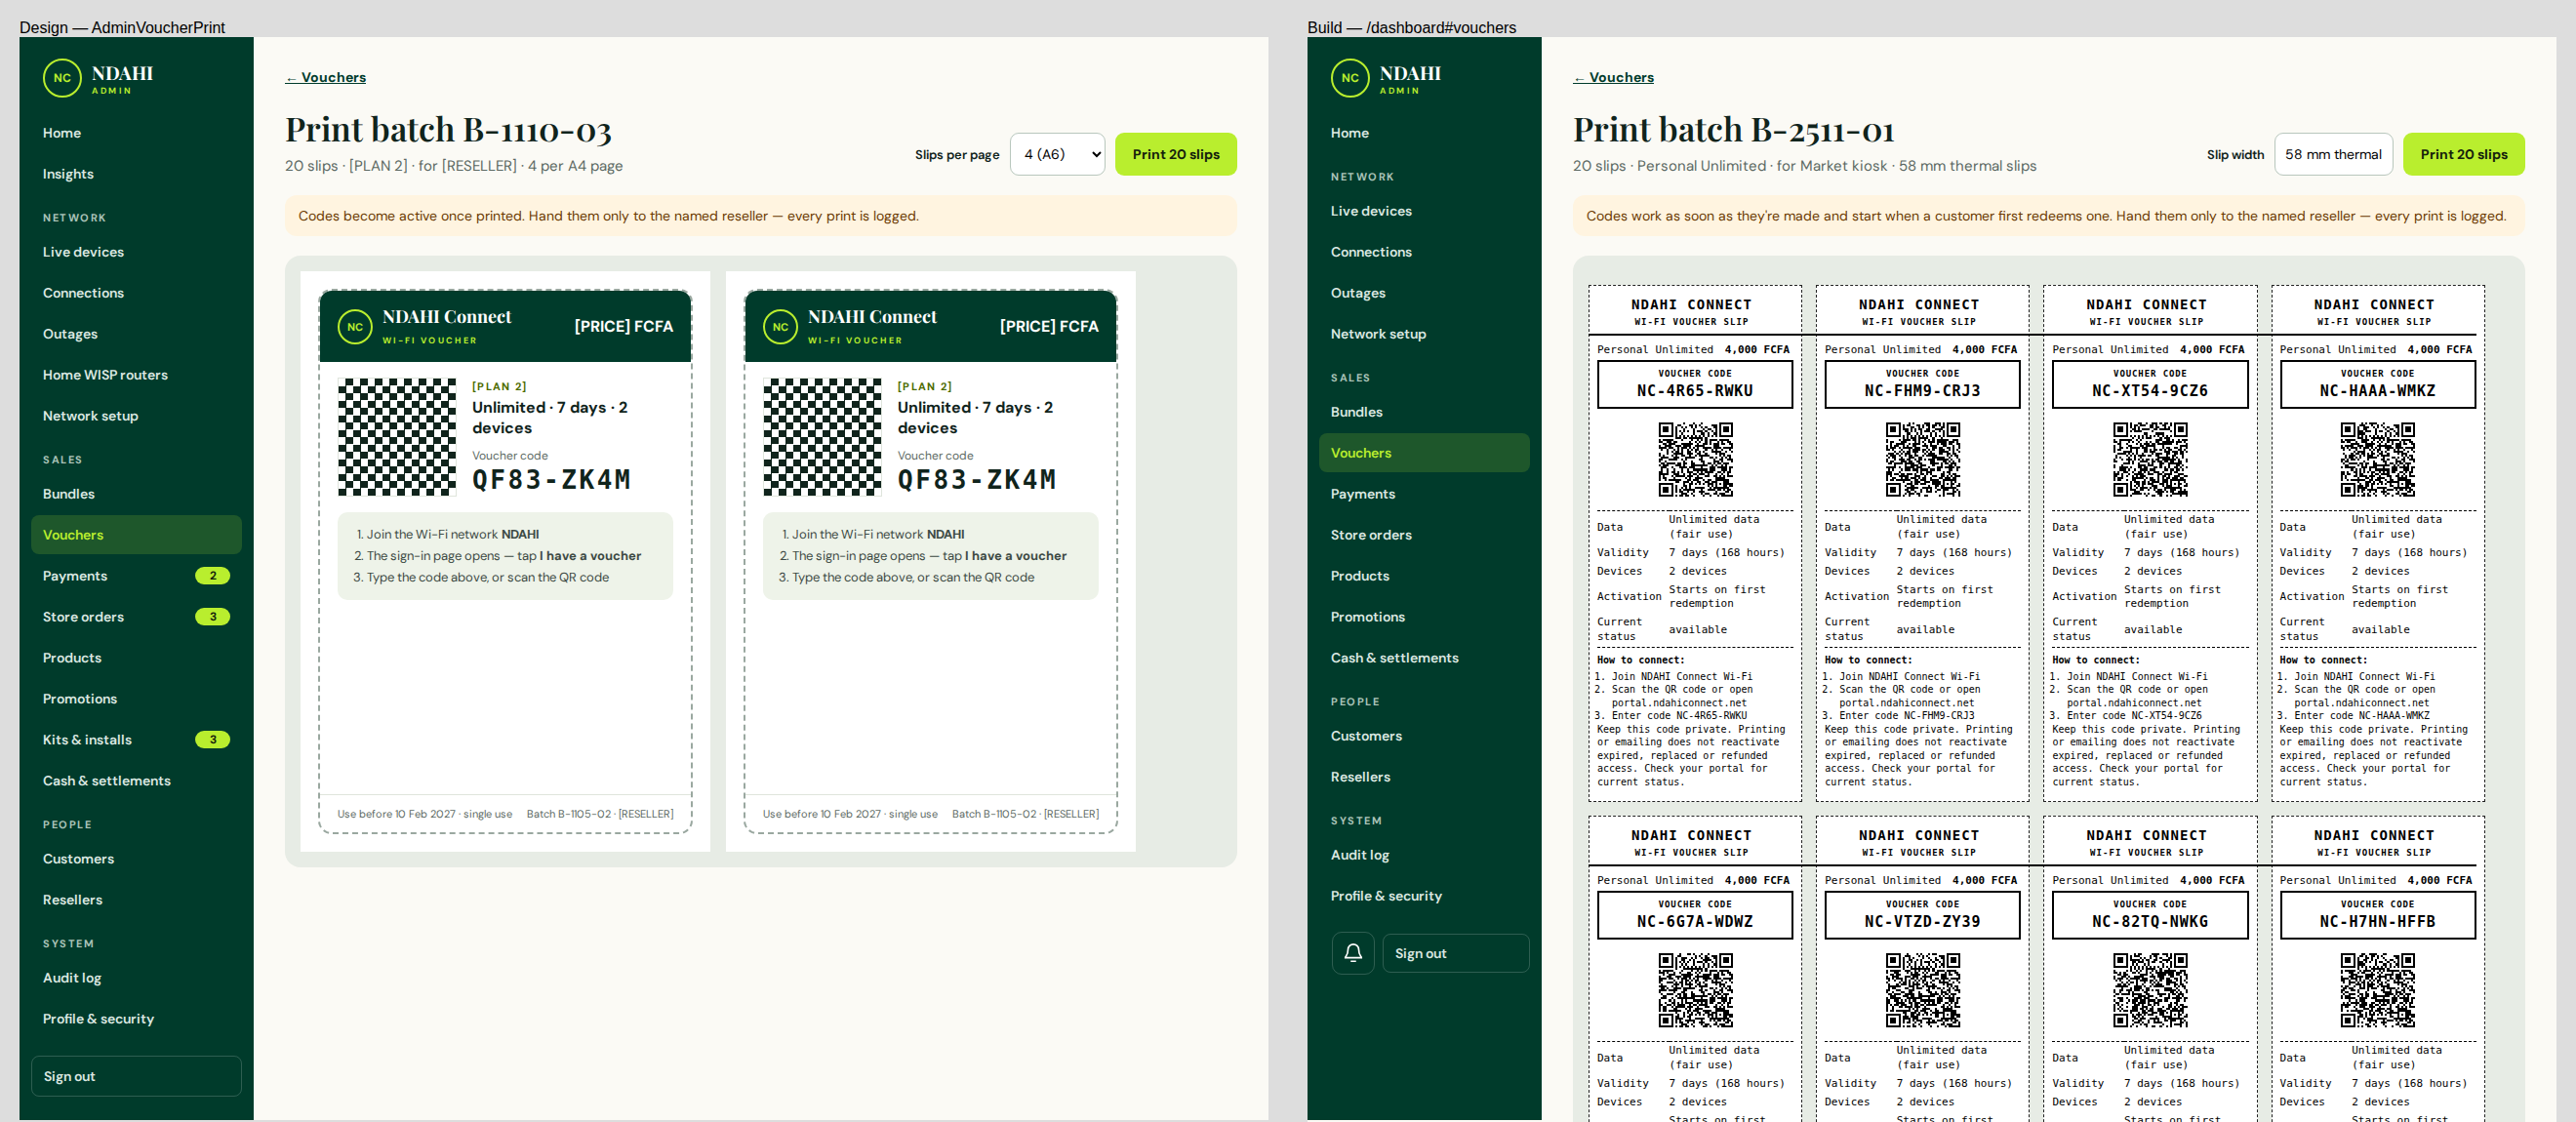 Design — AdminVoucherPrint
NC
NDAHI
ADMIN
Home
Insights
NETWORK
Live devices
Connections
Outages
Home WISP routers
Network setup
SALES
Bundles
Vouchers
Payments 2
Store orders 3
Products
Promotions
Kits & installs 3
Cash & settlements
PEOPLE
Customers
Resellers
SYSTEM
Audit log
Profile & security
Sign out
← Vouchers
Print batch B-1110-03
20 slips · [PLAN 2] · for [RESELLER] · 4 per A4 page
Slips per page 4 (A6) Print 20 slips
Codes become active once printed. Hand them only to the named reseller — every print is logged.
NC
NDAHI Connect
WI-FI VOUCHER
[PRICE] FCFA
[PLAN 2]
Unlimited · 7 days · 2
devices
Voucher code
QF83-ZK4M
1. Join the Wi-Fi network NDAHI
2. The sign-in page opens — tap I have a voucher
3. Type the code above, or scan the QR code
Use before 10 Feb 2027 · single use Batch B-1105-02 · [RESELLER]
NC
NDAHI Connect
WI-FI VOUCHER
[PRICE] FCFA
[PLAN 2]
Unlimited · 7 days · 2
devices
Voucher code
QF83-ZK4M
1. Join the Wi-Fi network NDAHI
2. The sign-in page opens — tap I have a voucher
3. Type the code above, or scan the QR code
Use before 10 Feb 2027 · single use Batch B-1105-02 · [RESELLER]
Build — /dashboard#vouchers
NC
NDAHI
ADMIN
Home
NETWORK
Live devices
Connections
Outages
Network setup
SALES
Bundles
Vouchers
Payments
Store orders
Products
Promotions
Cash & settlements
PEOPLE
Customers
Resellers
SYSTEM
Audit log
Profile & security
Sign out
← Vouchers
Print batch B-2511-01
20 slips · Personal Unlimited · for Market kiosk · 58 mm thermal slips
Slip width 58 mm thermal Print 20 slips
Codes work as soon as they're made and start when a customer first redeems one. Hand them only to the named reseller — every print is logged.
NDAHI CONNECT
WI-FI VOUCHER SLIP
Personal Unlimited 4,000 FCFA
VOUCHER CODE
NC-4R65-RWKU
Data Unlimited data
(fair use)
Validity 7 days (168 hours)
Devices 2 devices
Activation Starts on first
redemption
Current
status available
How to connect:
1. Join NDAHI Connect Wi-Fi
2. Scan the QR code or open
portal.ndahiconnect.net
3. Enter code NC-4R65-RWKU
Keep this code private. Printing
or emailing does not reactivate
expired, replaced or refunded
access. Check your portal for
current status.
NDAHI CONNECT
WI-FI VOUCHER SLIP
Personal Unlimited 4,000 FCFA
VOUCHER CODE
NC-FHM9-CRJ3
Data Unlimited data
(fair use)
Validity 7 days (168 hours)
Devices 2 devices
Activation Starts on first
redemption
Current
status available
How to connect:
1. Join NDAHI Connect Wi-Fi
2. Scan the QR code or open
portal.ndahiconnect.net
3. Enter code NC-FHM9-CRJ3
Keep this code private. Printing
or emailing does not reactivate
expired, replaced or refunded
access. Check your portal for
current status.
NDAHI CONNECT
WI-FI VOUCHER SLIP
Personal Unlimited 4,000 FCFA
VOUCHER CODE
NC-XT54-9CZ6
Data Unlimited data
(fair use)
Validity 7 days (168 hours)
Devices 2 devices
Activation Starts on first
redemption
Current
status available
How to connect:
1. Join NDAHI Connect Wi-Fi
2. Scan the QR code or open
portal.ndahiconnect.net
3. Enter code NC-XT54-9CZ6
Keep this code private. Printing
or emailing does not reactivate
expired, replaced or refunded
access. Check your portal for
current status.
NDAHI CONNECT
WI-FI VOUCHER SLIP
Personal Unlimited 4,000 FCFA
VOUCHER CODE
NC-HAAA-WMKZ
Data Unlimited data
(fair use)
Validity 7 days (168 hours)
Devices 2 devices
Activation Starts on first
redemption
Current
status available
How to connect:
1. Join NDAHI Connect Wi-Fi
2. Scan the QR code or open
portal.ndahiconnect.net
3. Enter code NC-HAAA-WMKZ
Keep this code private. Printing
or emailing does not reactivate
expired, replaced or refunded
access. Check your portal for
current status.
NDAHI CONNECT
WI-FI VOUCHER SLIP
Personal Unlimited 4,000 FCFA
VOUCHER CODE
NC-6G7A-WDWZ
Data Unlimited data
(fair use)
Validity 7 days (168 hours)
Devices 2 devices
Starts on first
NDAHI CONNECT
WI-FI VOUCHER SLIP
Personal Unlimited 4,000 FCFA
VOUCHER CODE
NC-VTZD-ZY39
Data Unlimited data
(fair use)
Validity 7 days (168 hours)
Devices 2 devices
Starts on first
NDAHI CONNECT
WI-FI VOUCHER SLIP
Personal Unlimited 4,000 FCFA
VOUCHER CODE
NC-82TQ-NWKG
Data Unlimited data
(fair use)
Validity 7 days (168 hours)
Devices 2 devices
Starts on first
NDAHI CONNECT
WI-FI VOUCHER SLIP
Personal Unlimited 4,000 FCFA
VOUCHER CODE
NC-H7HN-HFFB
Data Unlimited data
(fair use)
Validity 7 days (168 hours)
Devices 2 devices
Starts on first